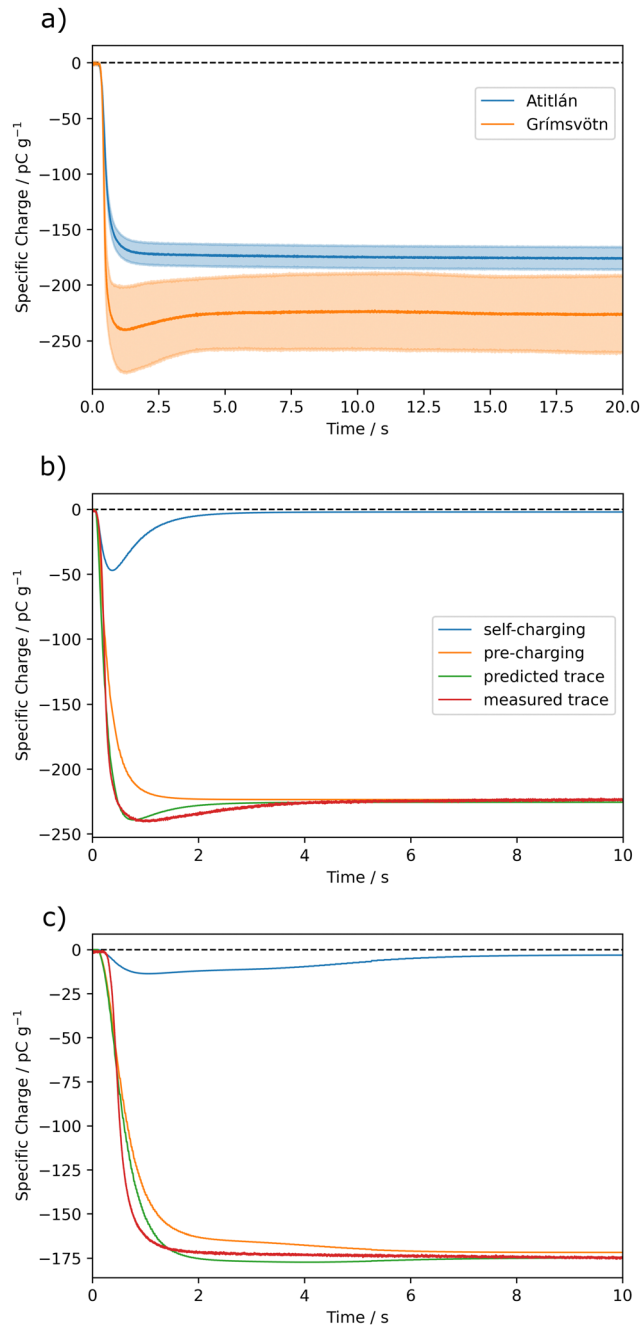 a)
0
−50
−100
−150
−200
−250
Specific Charge / pC g⁻¹
Atitlán
Grímsvötn
0.0 2.5 5.0 7.5 10.0 12.5 15.0 17.5 20.0
Time / s
b)
0
−50
−100
−150
−200
−250
Specific Charge / pC g⁻¹
self-charging
pre-charging
predicted trace
measured trace
0 2 4 6 8 10
Time / s
c)
0
−25
−50
−75
−100
−125
−150
−175
Specific Charge / pC g⁻¹
0 2 4 6 8 10
Time / s